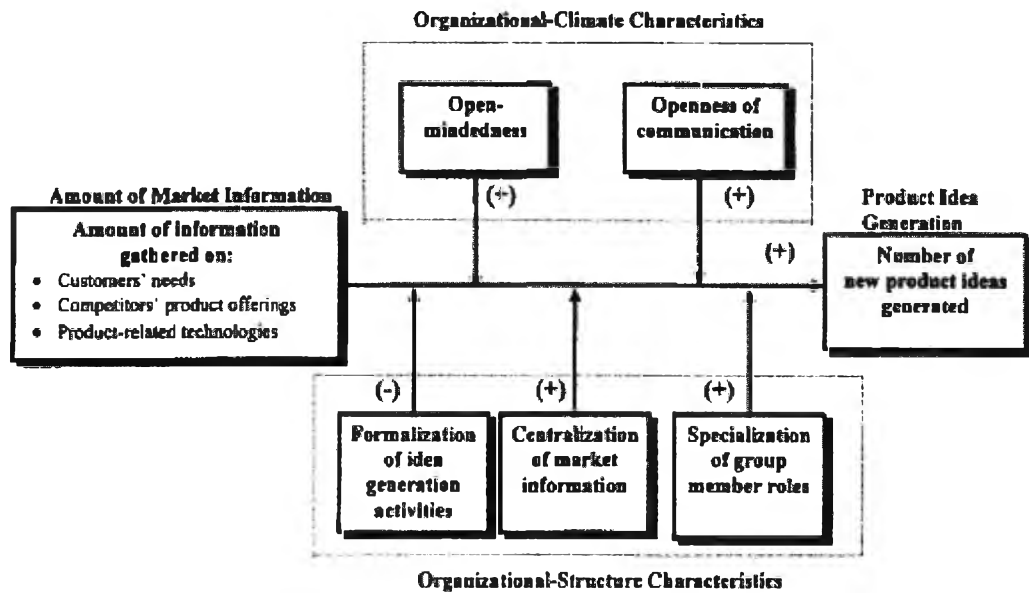 Organizational-Climate Characteristics
Open-
mindedness
Openness of
communication
(+)
(+)
Amount of Market Information
Amount of information
gathered on:
• Customers' needs
• Competitors' product offerings
• Product-related technologies
Product Idea
Generation
(+)
Number of
new product ideas
generated
(-)
(+)
(+)
Formalization
of idea
generation
activities
Centralization
of market
information
Specialization
of group
member roles
Organizational-Structure Characteristics